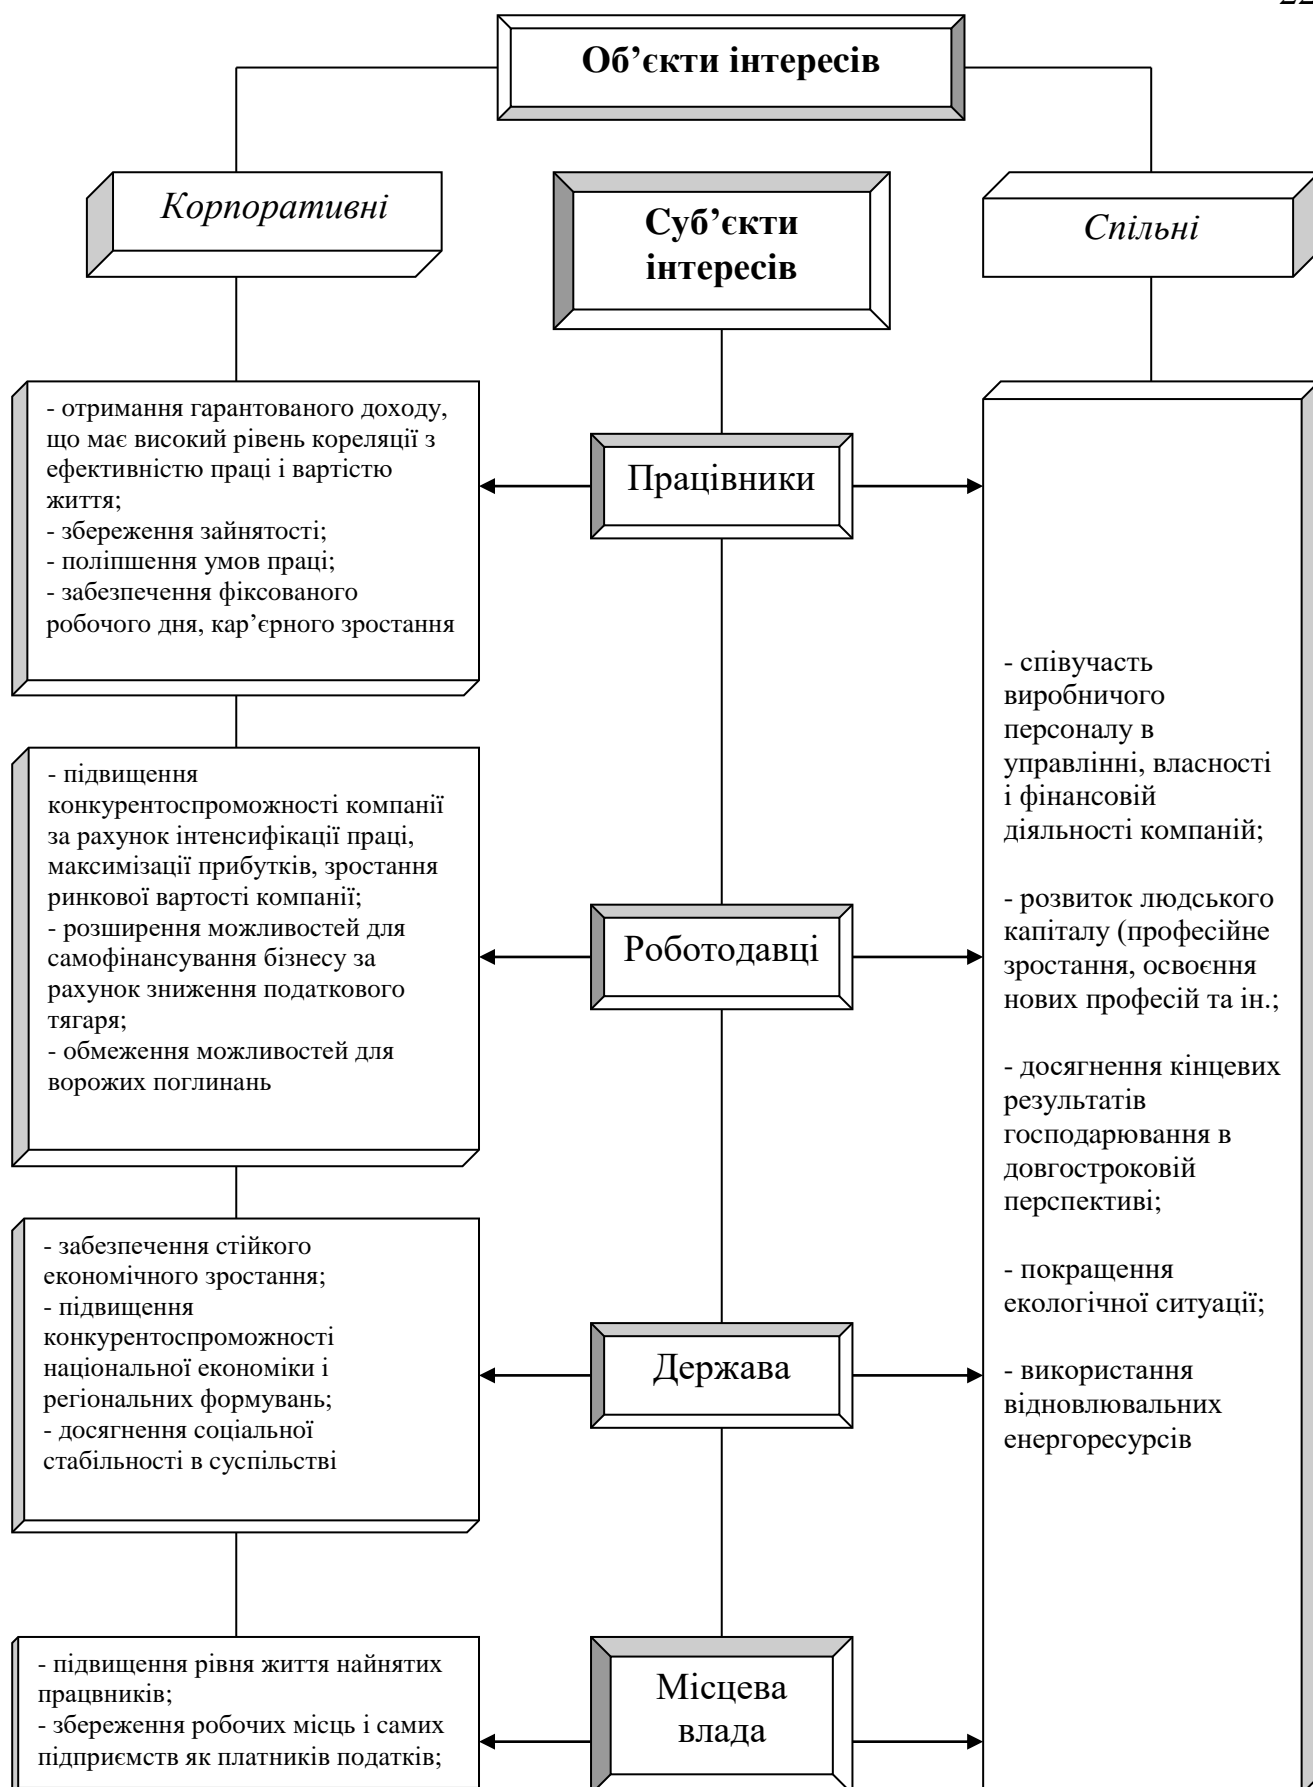 Об’єкти інтересів
Корпоративні
Суб’єкти
інтересів
Спільні
- отримання гарантованого доходу,
що має високий рівень кореляції з
ефективністю праці і вартістю
життя;
- збереження зайнятості;
- поліпшення умов праці;
- забезпечення фіксованого
робочого дня, кар’єрного зростання
Працівники
- підвищення
конкурентоспроможності компанії
за рахунок інтенсифікації праці,
максимізації прибутків, зростання
ринкової вартості компанії;
- розширення можливостей для
самофінансування бізнесу за
рахунок зниження податкового
тягаря;
- обмеження можливостей для
ворожих поглинань
Роботодавці
- забезпечення стійкого
економічного зростання;
- підвищення
конкурентоспроможності
національної економіки і
регіональних формувань;
- досягнення соціальної
стабільності в суспільстві
Держава
- підвищення рівня життя найнятих
працвників;
- збереження робочих місць і самих
підприємств як платників податків;
Місцева
влада
- співучасть
виробничого
персоналу в
управлінні, власності
і фінансовій
діяльності компаній;
- розвиток людського
капіталу (професійне
зростання, освоєння
нових професій та ін.;
- досягнення кінцевих
результатів
господарювання в
довгостроковій
перспективі;
- покращення
екологічної ситуації;
- використання
відновлювальних
енергоресурсів